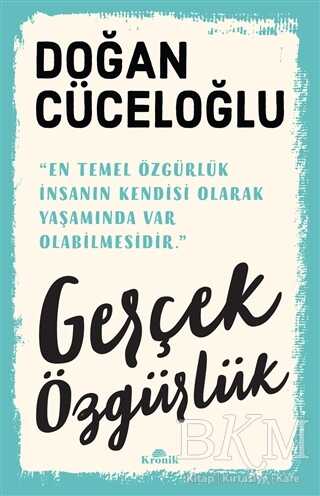 DOĞAN
CÜCELOĞLU
“EN TEMEL ÖZGÜRLÜK
İNSANIN KENDİSİ OLARAK
YAŞAMINDA VAR
OLABİLMESİDİR.”
Gerçek
Özgürlük
BKM
Kronik
Kitap | Kırtasiye | Kafe